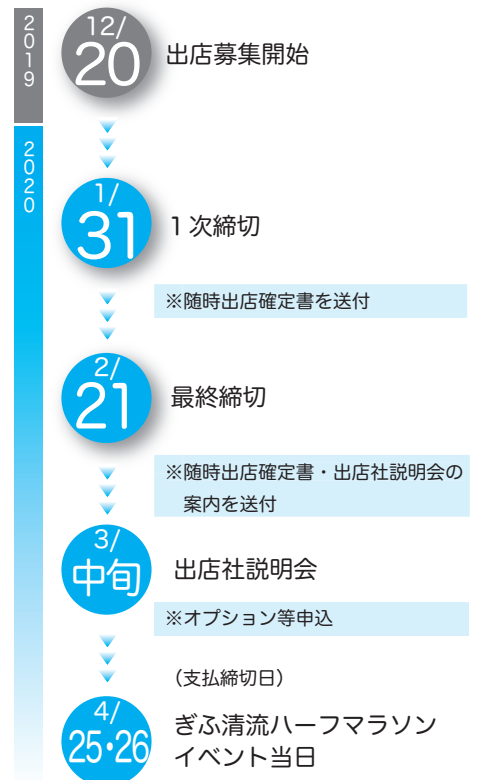 2019
12/
20
出店募集開始
2020
1/
31
1次締切
※随時出店確定書を送付
2/
21
最終締切
※随時出店確定書・出店社説明会の
案内を送付
3/
中旬
出店社説明会
※オプション等申込
（支払締切日）
4/
25・26
ぎふ清流ハーフマラソン
イベント当日